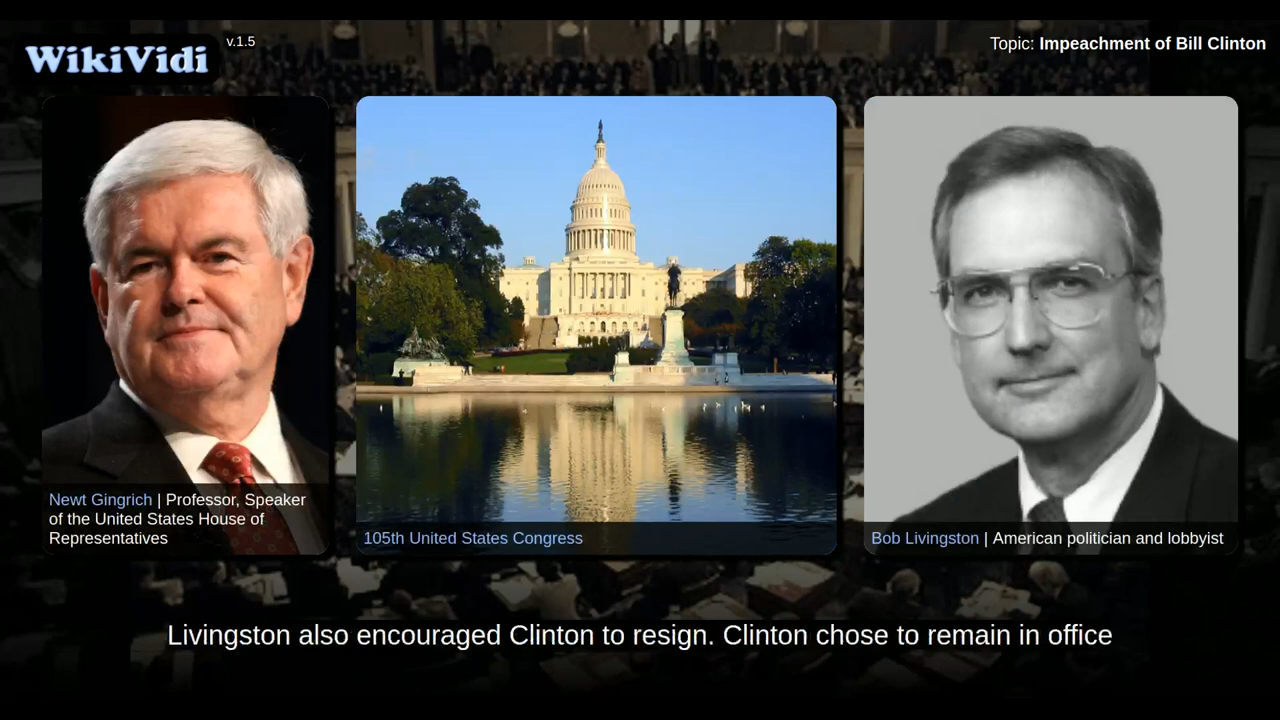 WikiVidi
v.1.5
Topic: Impeachment of Bill Clinton
Newt Gingrich | Professor, Speaker
of the United States House of
Representatives
105th United States Congress
Bob Livingston | American politician and lobbyist
Livingston also encouraged Clinton to resign. Clinton chose to remain in office